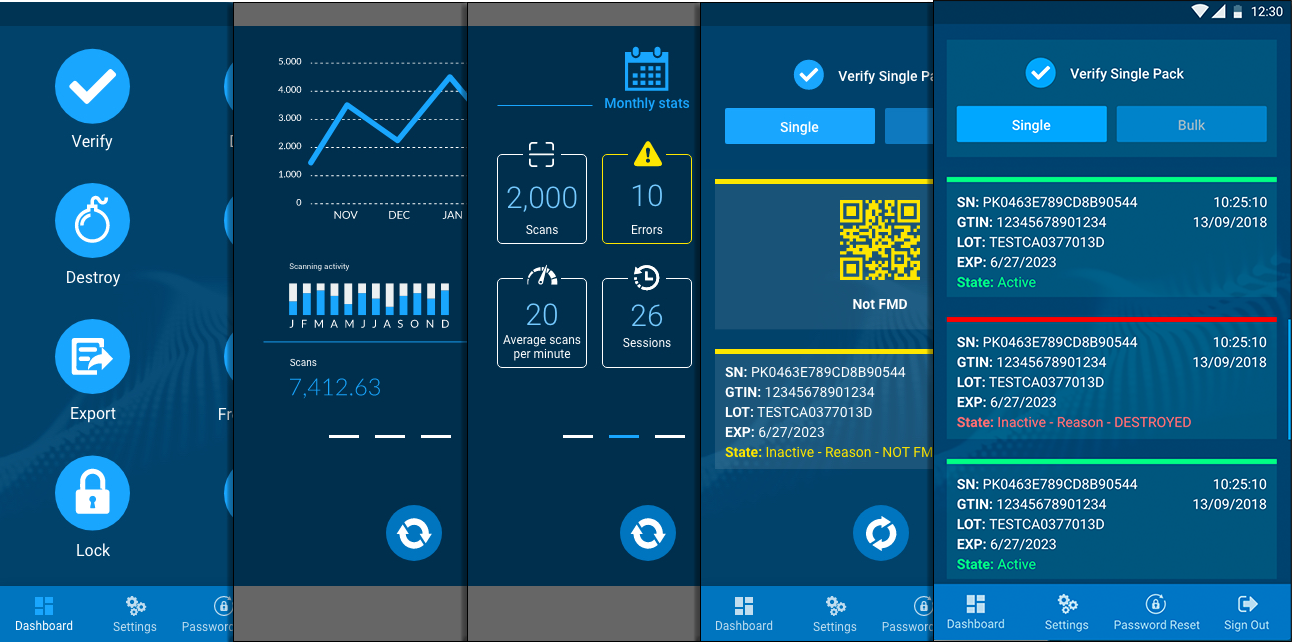 Verify
Destroy
Export
Fr
Lock
Dashboard
Settings
Password
5.000
4.000
3.000
2.000
1.000
0
NOV DEC JAN
Scanning activity
J F M A M J J A S O N D
Scans
7,412.63
Monthly stats
2,000
Scans
10
Errors
20
Average scans
per minute
26
Sessions
Verify Single Pa
Single
Not FMD
SN: PK0463E789CD8B90544
GTIN: 12345678901234
LOT: TESTCA0377013D
EXP: 6/27/2023
State: Inactive - Reason - NOT FM
Dashboard
Settings
Password
12:30
Verify Single Pack
Single
Bulk
SN: PK0463E789CD8B90544 10:25:10
GTIN: 12345678901234 13/09/2018
LOT: TESTCA0377013D
EXP: 6/27/2023
State: Active
SN: PK0463E789CD8B90544 10:25:10
GTIN: 12345678901234 13/09/2018
LOT: TESTCA0377013D
EXP: 6/27/2023
State: Inactive - Reason - DESTROYED
SN: PK0463E789CD8B90544 10:25:10
GTIN: 12345678901234 13/09/2018
LOT: TESTCA0377013D
EXP: 6/27/2023
State: Active
Dashboard
Settings
Password Reset
Sign Out